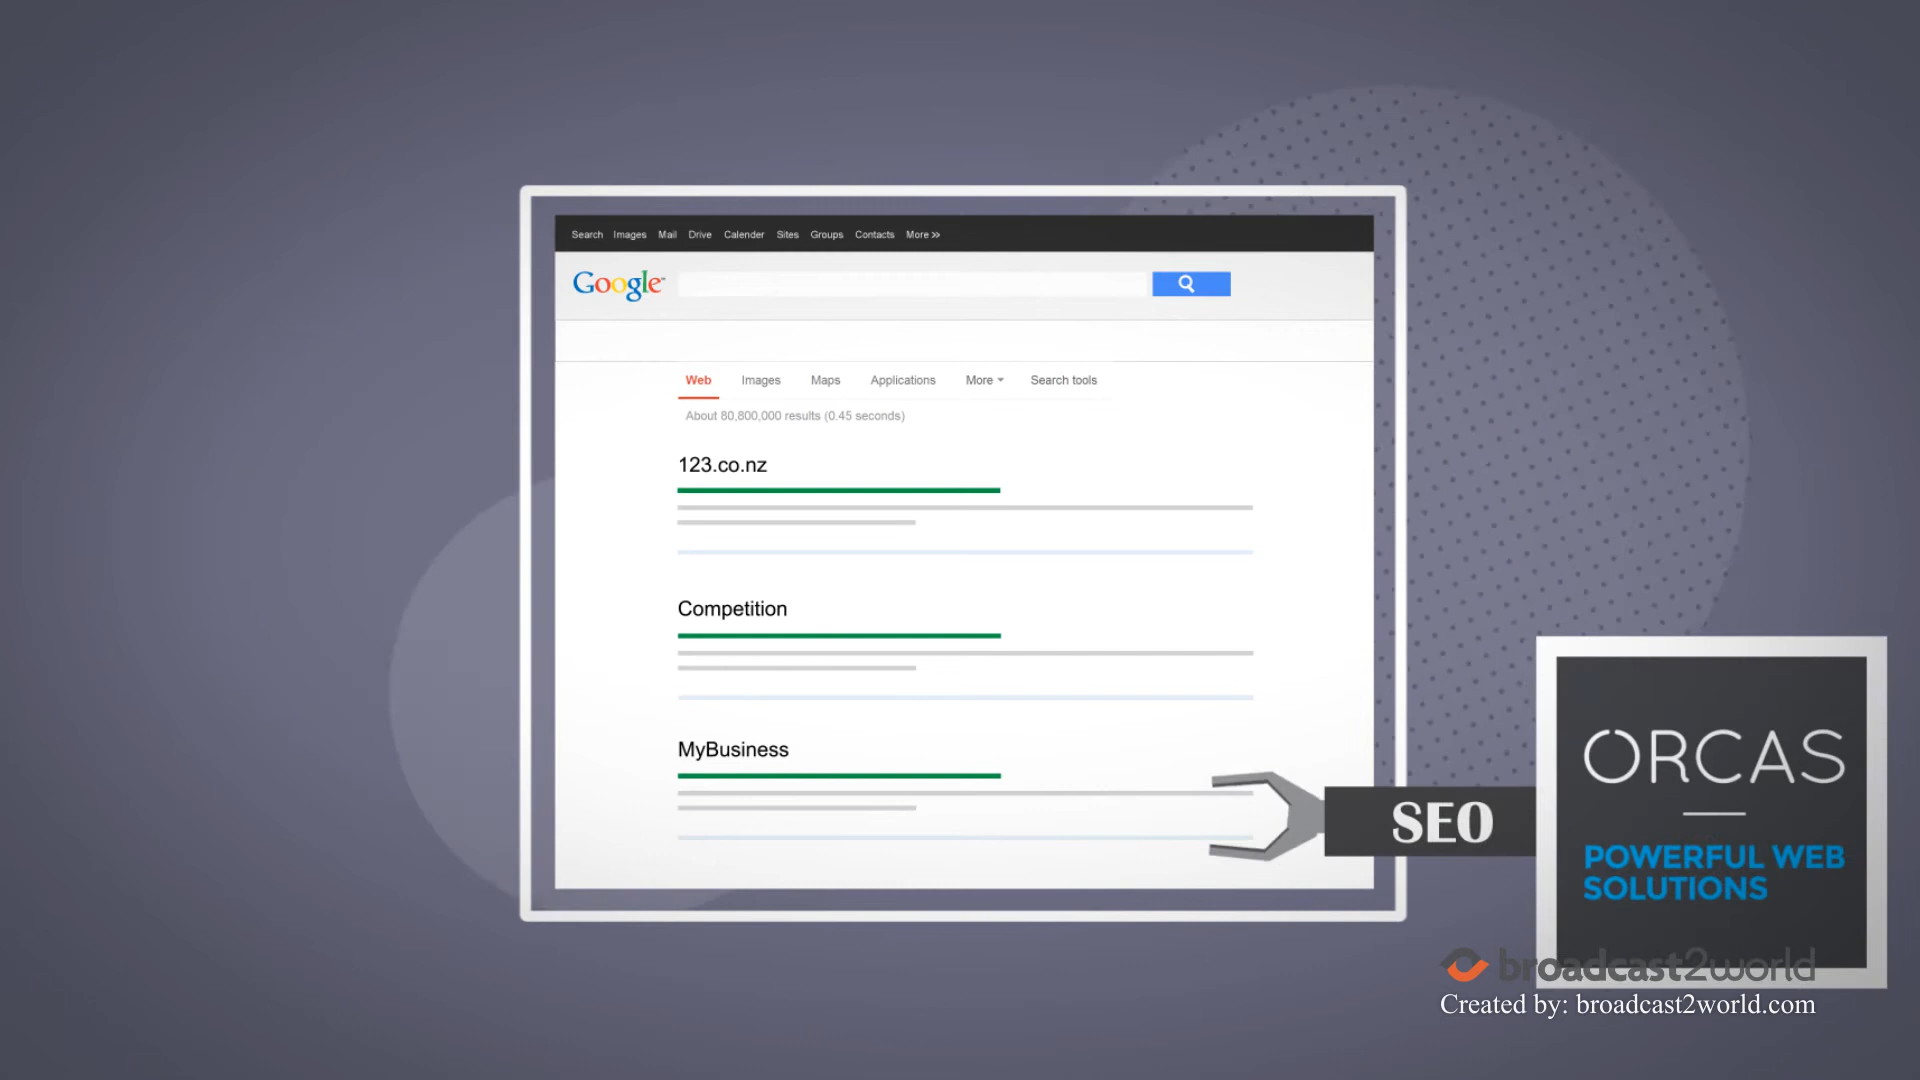 Search Images Mail Drive Calender Sites Groups Contacts More »
Google™
Web Images Maps Applications More Search tools
About 80,800,000 results (0.45 seconds)
123.co.nz
Competition
MyBusiness
SEO
ORCAS
POWERFUL WEB
SOLUTIONS
broadcast2world
Created by: broadcast2world.com